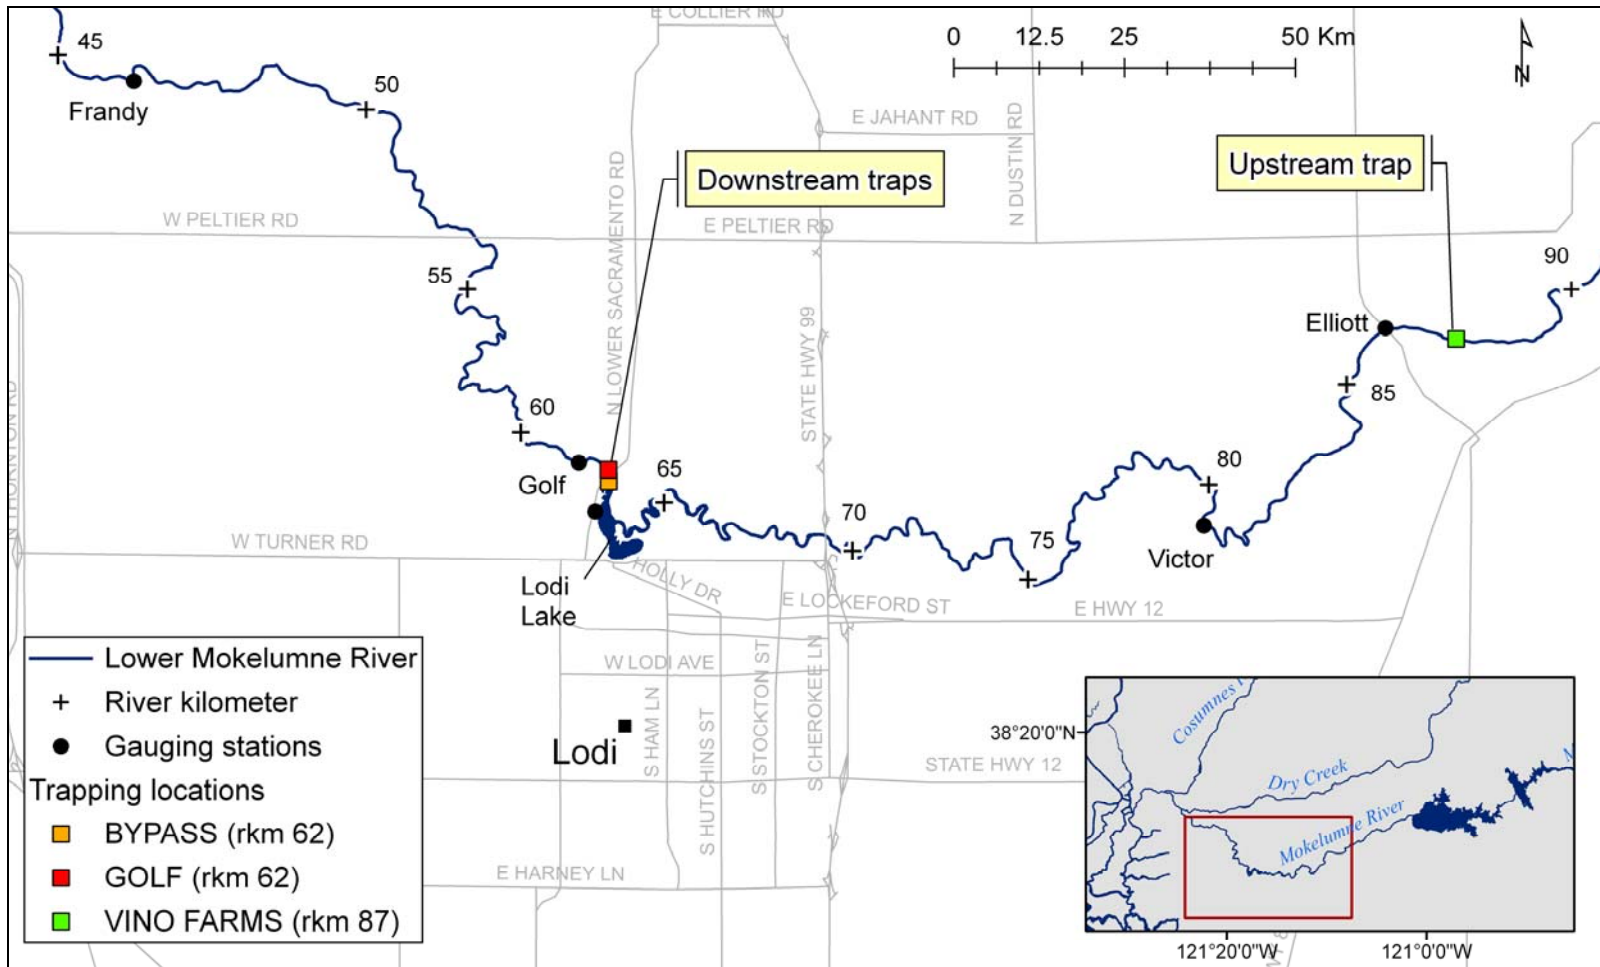 E COLLIER RD
45
0 12.5 25 50 Km
N
50
Frandy
E JAHANT RD
N DUSTIN RD
Downstream traps
Upstream trap
N LOWER SACRAMENTO RD
W PELTIER RD
E PELTIER RD
90
55
STATE HWY 99
Elliott
85
60
Golf
65
80
70
75
W TURNER RD
Victor
Lodi
Lake
HOLLY DR
E LOCKEFORD ST
E HWY 12
N THORNTON RD
W LODI AVE
S HAM LN
S HUTCHINS ST
S STOCKTON ST
S CHEROKEE LN
Lodi
STATE HWY 12
E HARNEY LN
Lower Mokelumne River
River kilometer
Gauging stations
Trapping locations
BYPASS (rkm 62)
GOLF (rkm 62)
VINO FARMS (rkm 87)
Cosumnes
38°20'0"N
Dry Creek
Mokelumne River
M
121°20'0"W
121°0'0"W